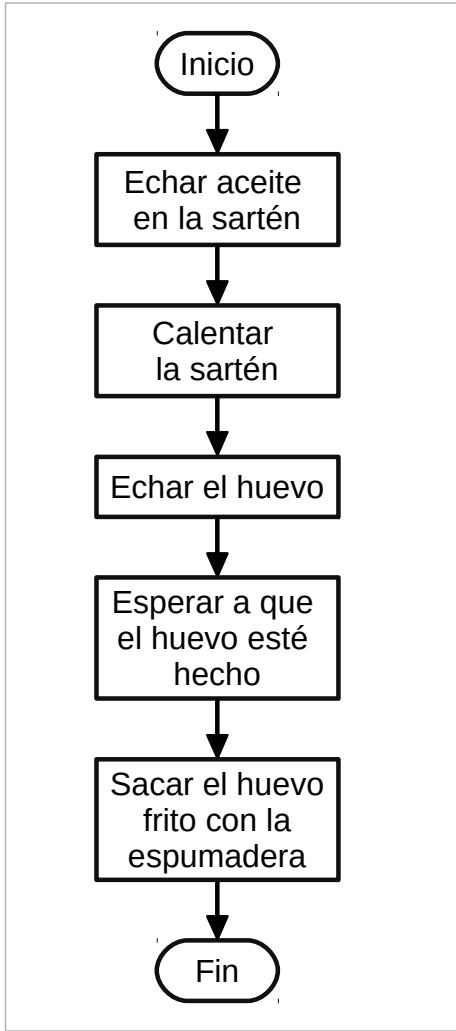 Inicio
Echar aceite
en la sartén
Calentar
la sartén
Echar el huevo
Esperar a que
el huevo esté
hecho
Sacar el huevo
frito con la
espumadera
Fin